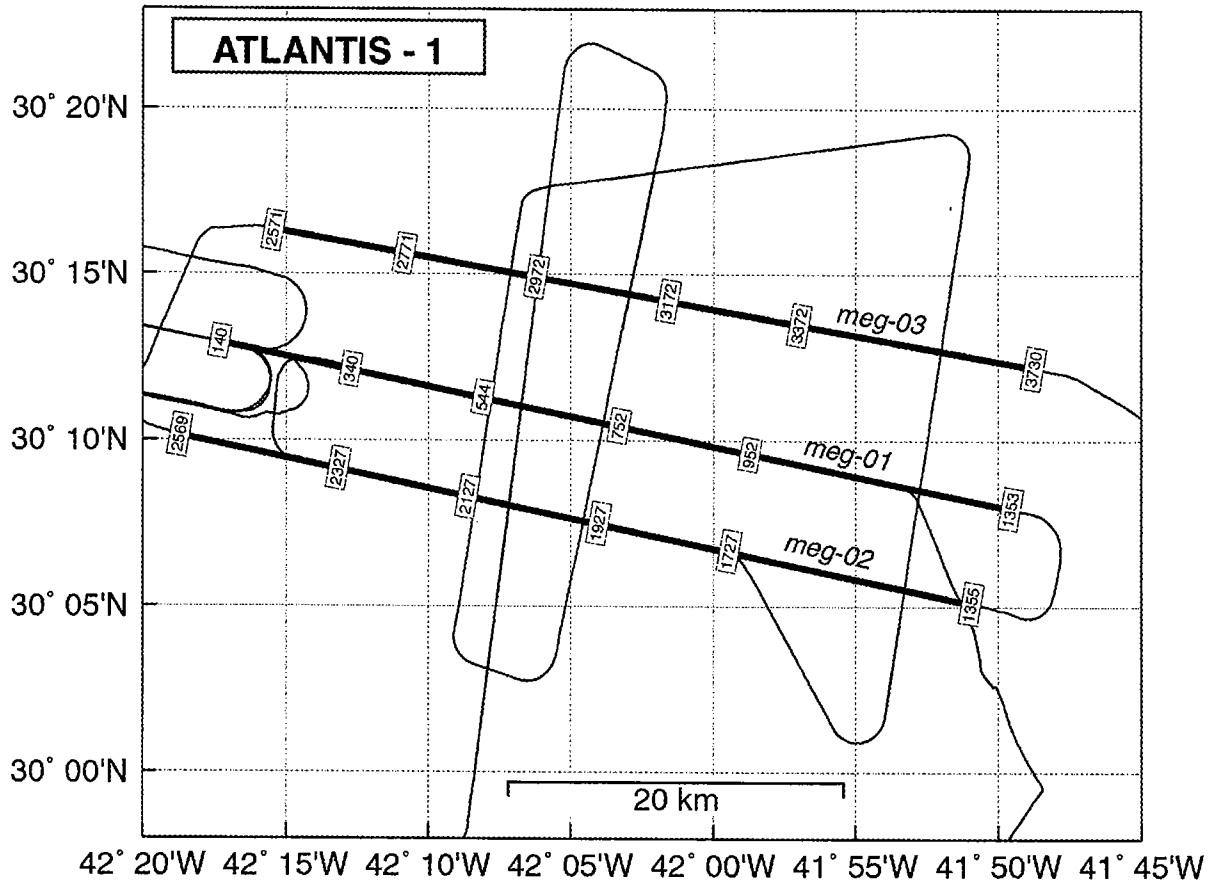 ATLANTIS - 1
30° 20'N
30° 15'N
30° 10'N
30° 05'N
30° 00'N
2571
2771
2972
3172
3372
meg-03
3730
140
340
544
752
952
meg-01
1353
2569
2327
2127
1927
1727
meg-02
1355
20 km
42° 20'W 42° 15'W 42° 10'W 42° 05'W 42° 00'W 41° 55'W 41° 50'W 41° 45'W